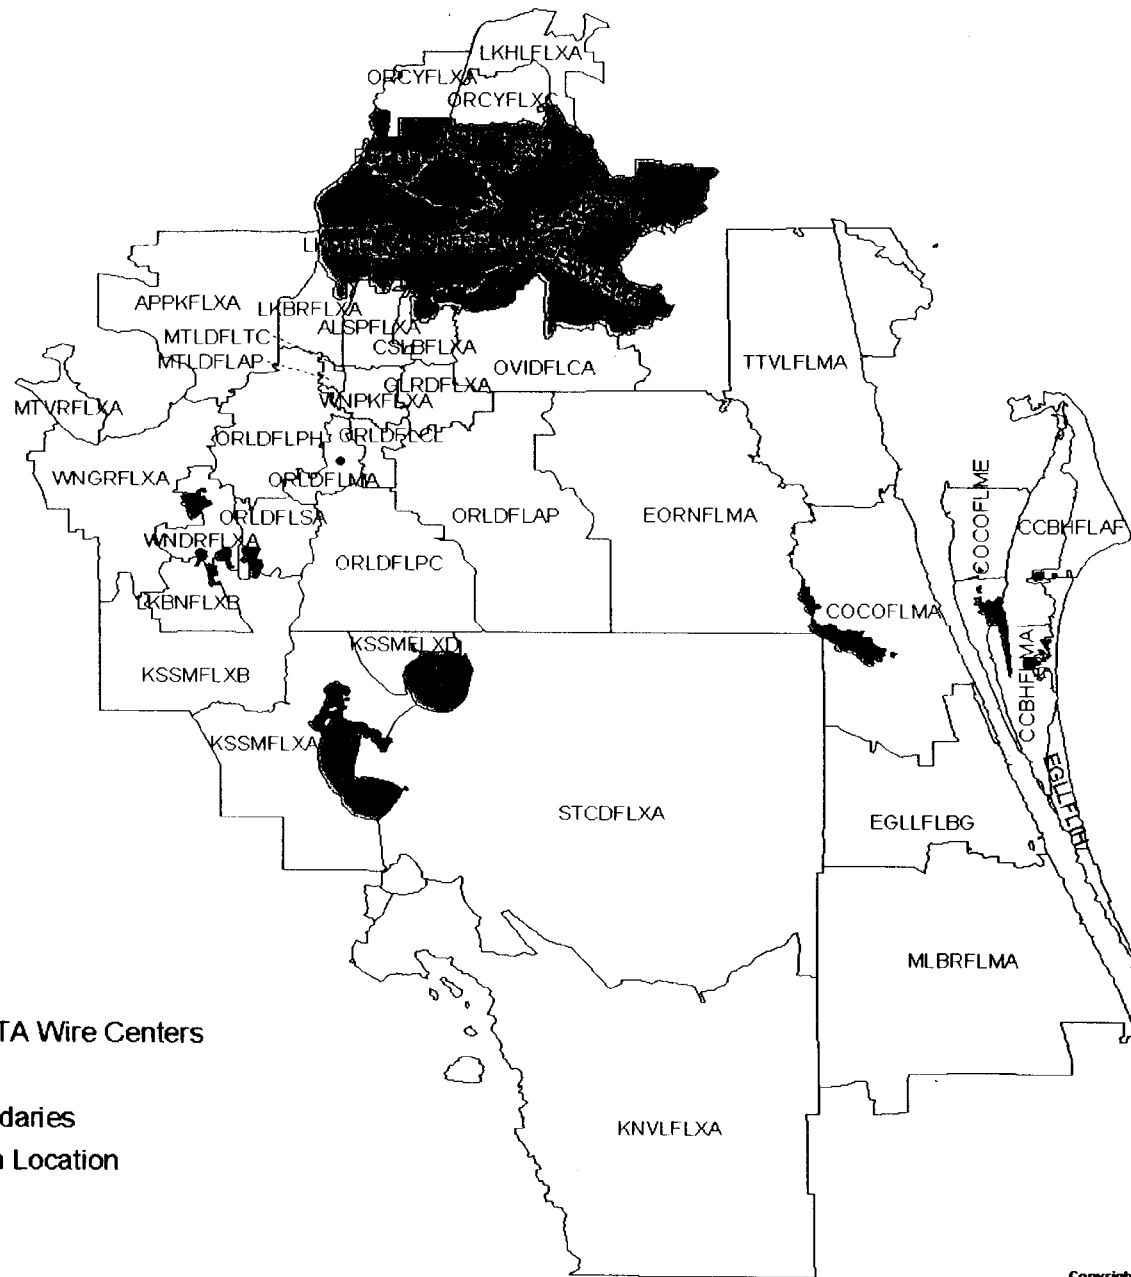 LKHLFLXA
ORCYFLXA
ORCYFLXC
APPKFLXA
LKBRFLXA
ALSPFLXA
MTLDFLTC
CSLBFLXA
MTLDFLAP
OVIDFLCA
TTVLFLMA
GLRDFLXA
WNPKFLXA
MTVRFLXA
ORLDFLPH
ORLDFLCL
WNGRFLXA
ORLDFLMA
ORLDFLSA
ORLDFLAP
EORNFLMA
COCOFLME
CCBHFLAF
WNDRFLXA
ORLDFLPC
LKBNFLXB
COCOFLMA
KSSMFLXD
KSSMFLXB
CCBHFLMA
KSSMFLXA
STCDFLXA
EGLLFLBG
EGLLFLIH
MLBRFLMA
TA Wire Centers
daries
KNVLFLXA
n Location
Copyrigh